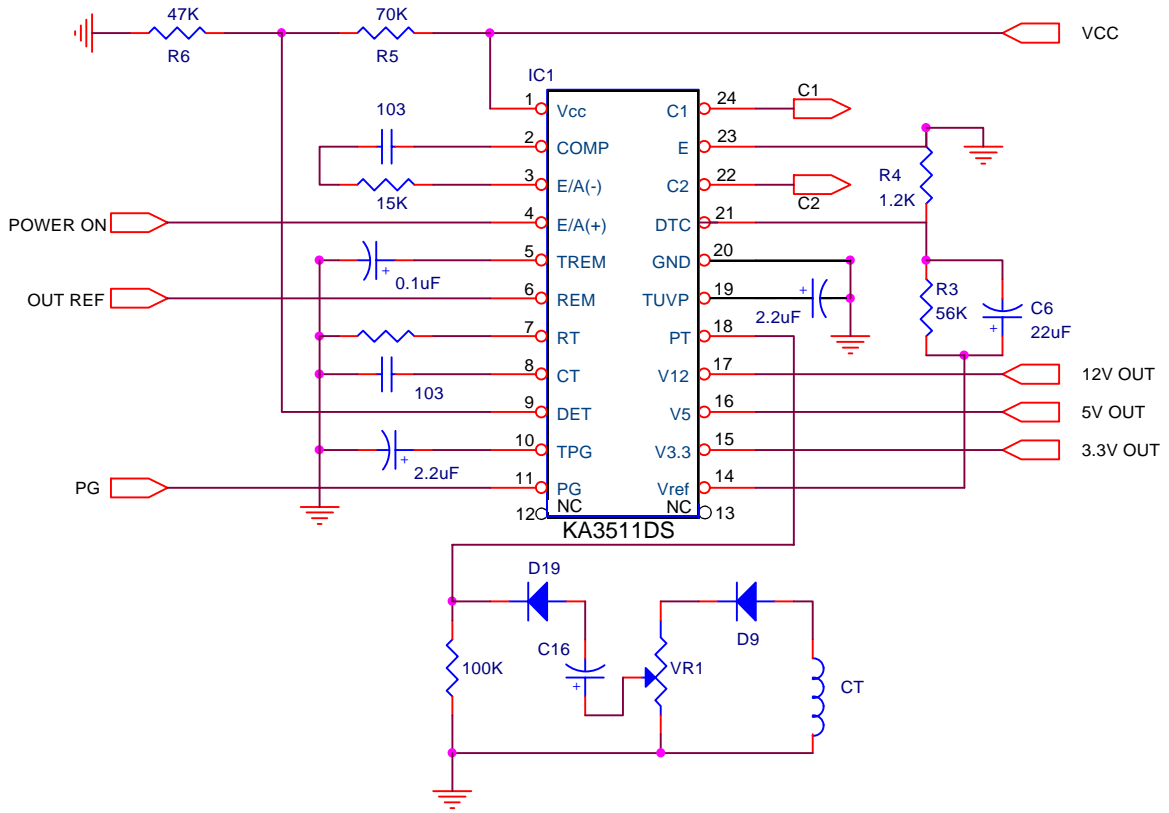 47K
70K
R6
R5
VCC
IC1
1
Vcc
C1
24
C1
103
2
COMP
E
23
3
E/A(-)
C2
22
C2
R4
1.2K
15K
POWER ON
4
E/A(+)
DTC
21
5
TREM
GND
20
0.1uF
OUT REF
6
REM
TUVP
19
+
2.2uF
R3
56K
C6
22uF
+
+
7
RT
PT
18
8
CT
V12
17
12V OUT
103
9
DET
V5
16
5V OUT
10
TPG
V3.3
15
3.3V OUT
+
2.2uF
PG
11
PG
Vref
14
12
NC
NC
13
KA3511DS
D19
D9
C16
+
100K
VR1
CT